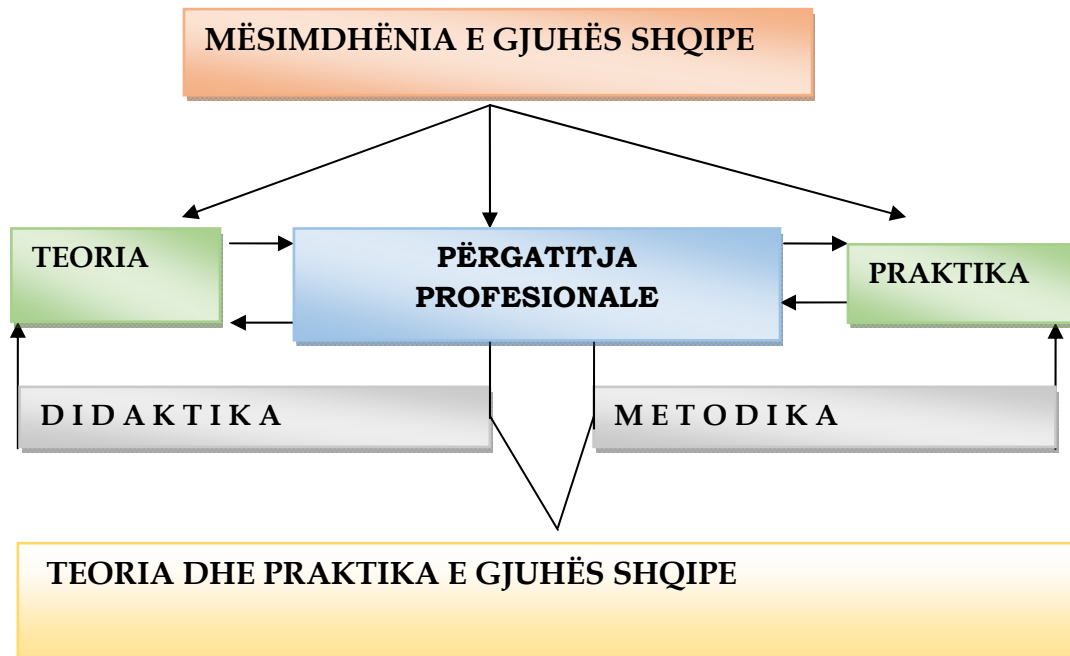 MËSIMDHËNIA E GJUHËS SHQIPE
TEORIA
PËRGATITJA
PROFESIONALE
PRAKTIKA
D I D A K T I K A
M E T O D I K A
TEORIA DHE PRAKTIKA E GJUHËS SHQIPE